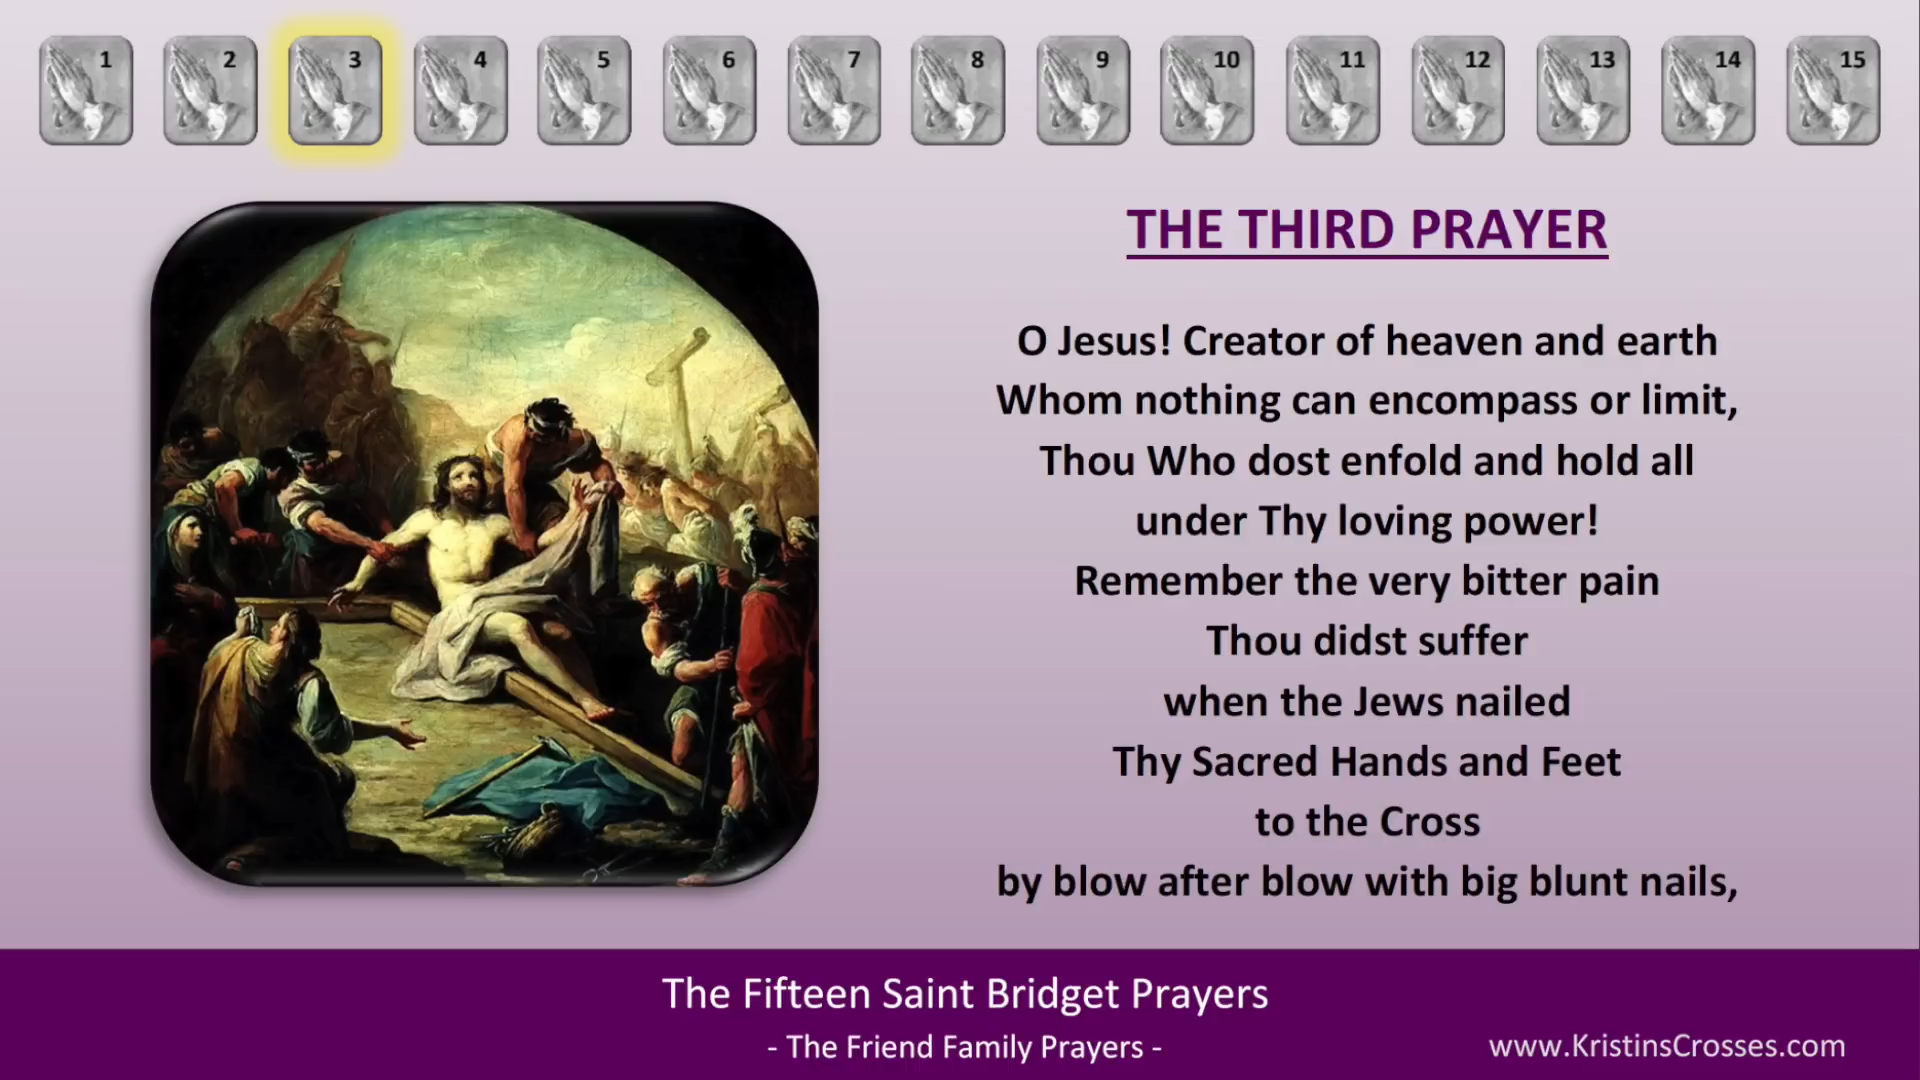 1 2 3 4 5 6 7 8 9 10 11 12 13 14 15
THE THIRD PRAYER
O Jesus! Creator of heaven and earth
Whom nothing can encompass or limit,
Thou Who dost enfold and hold all
under Thy loving power!
Remember the very bitter pain
Thou didst suffer
when the Jews nailed
Thy Sacred Hands and Feet
to the Cross
by blow after blow with big blunt nails,
The Fifteen Saint Bridget Prayers
- The Friend Family Prayers -
www.KristinsCrosses.com